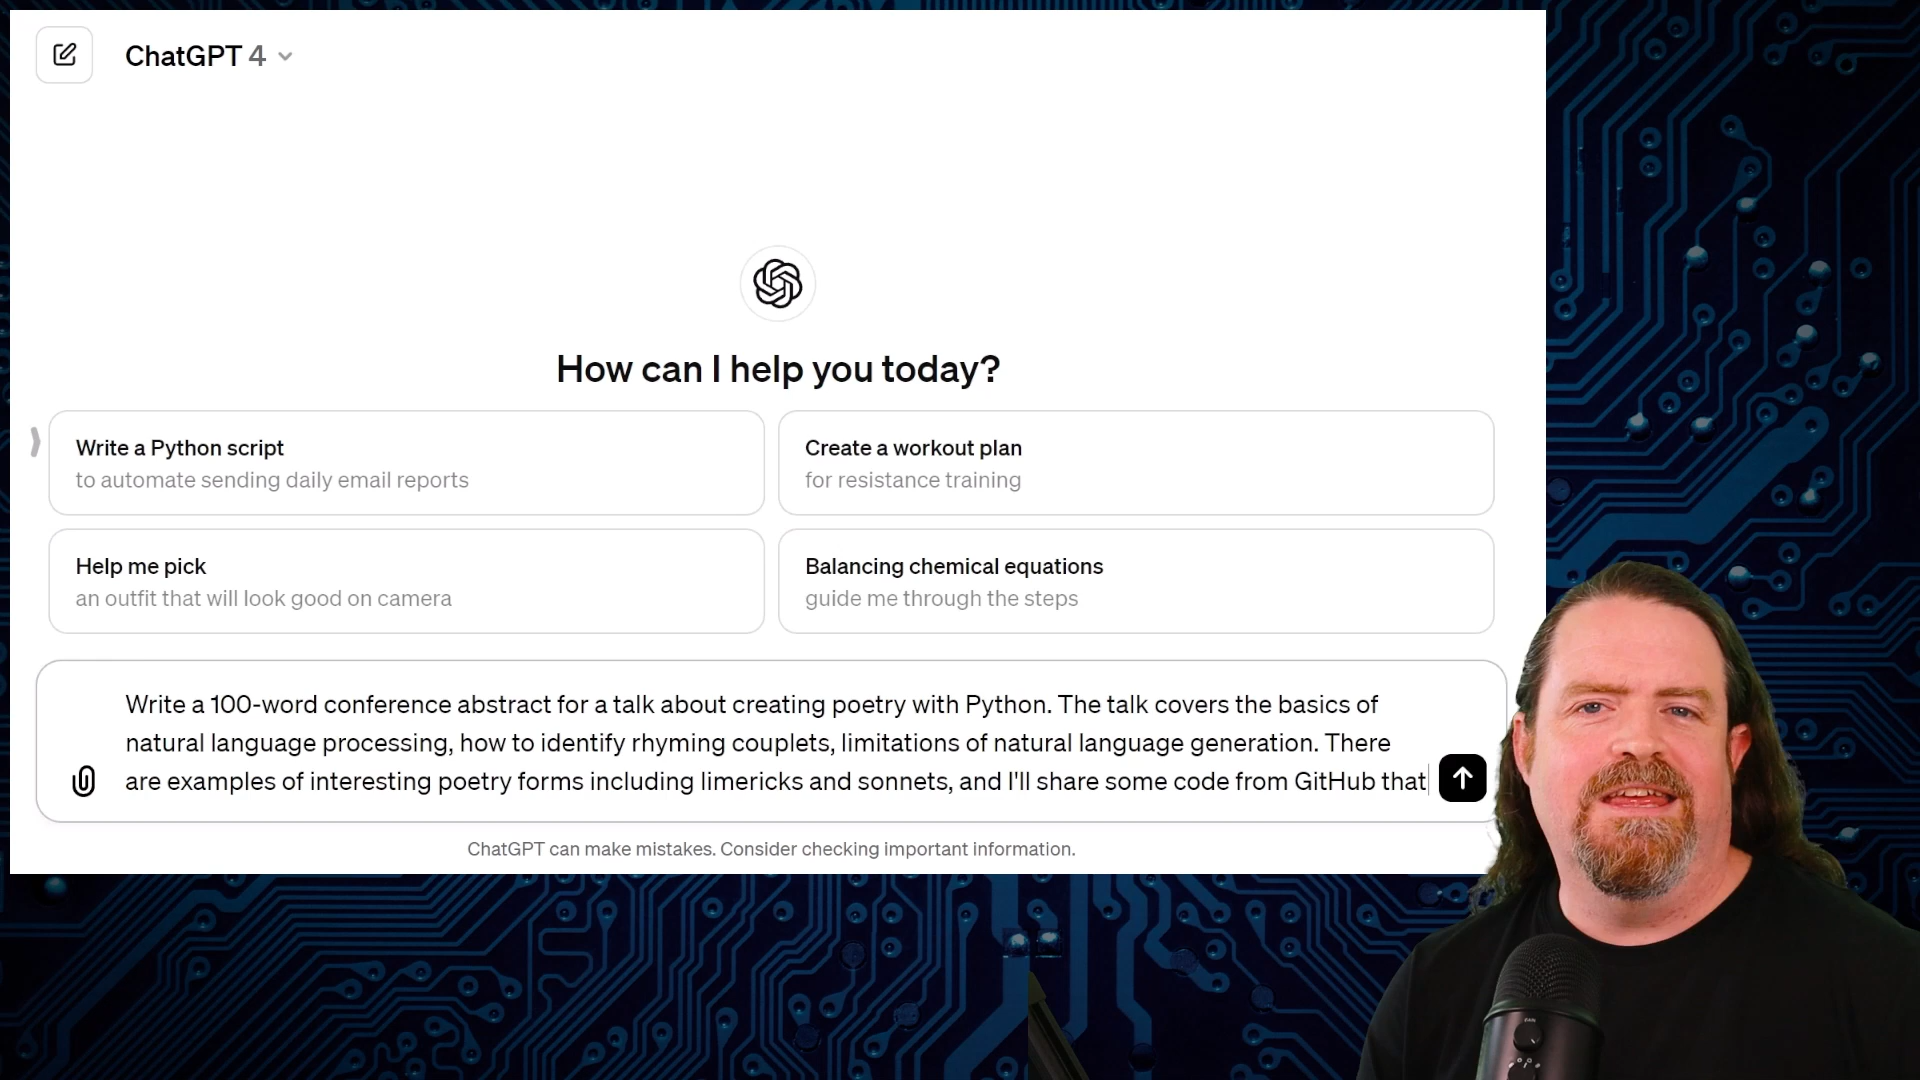 ChatGPT 4
How can I help you today?
Write a Python script
to automate sending daily email reports
Create a workout plan
for resistance training
Help me pick
an outfit that will look good on camera
Balancing chemical equations
guide me through the steps
Write a 100-word conference abstract for a talk about creating poetry with Python. The talk covers the basics of
natural language processing, how to identify rhyming couplets, limitations of natural language generation. There
are examples of interesting poetry forms including limericks and sonnets, and I'll share some code from GitHub that
ChatGPT can make mistakes. Consider checking important information.